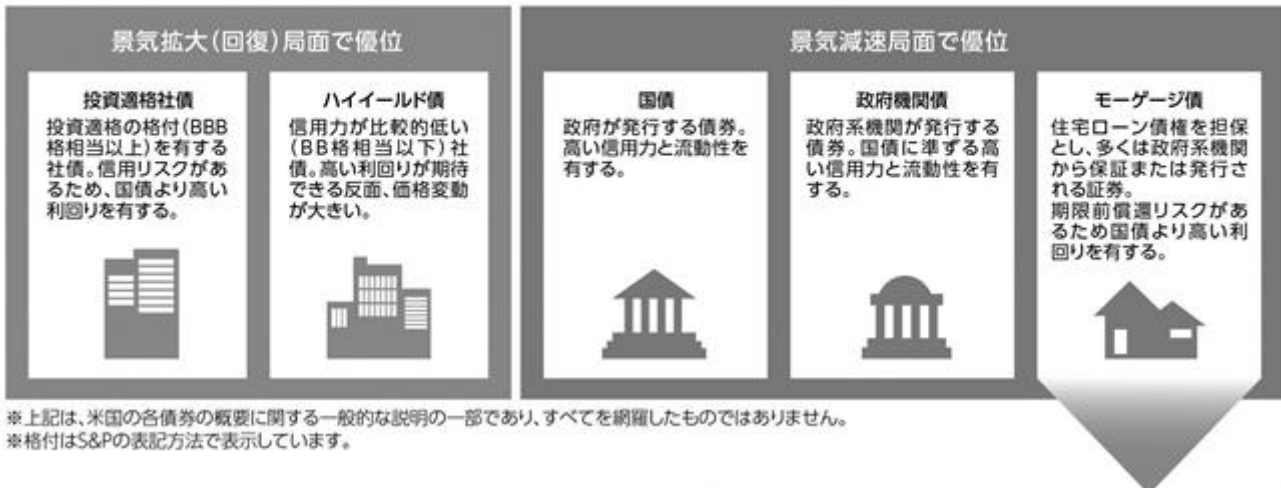 景気拡大(回復)局面で優位
投資適格社債
投資適格の格付(BBB
格相当以上)を有する
社債。信用リスクがあ
るため、国債より高い
利回りを有する。
ハイイールド債
信用力が比較的低い
(BB格相当以下)社
債。高い利回りが期待
できる反面、価格変動
が大きい。
景気減速局面で優位
国債
政府が発行する債券。
高い信用力と流動性を
有する。
政府機関債
政府系機関が発行する
債券。国債に準ずる高
い信用力と流動性を有
する。
モーゲージ債
住宅ローン債権を担保
とし、多くは政府系機関
から保証または発行さ
れる証券。
期限前償還リスクがあ
るため国債より高い利
回りを有する。
※上記は、米国の各債券の概要に関する一般的な説明の一部であり、すべてを網羅したものではありません。
※格付はS&Pの表記方法で表示しています。